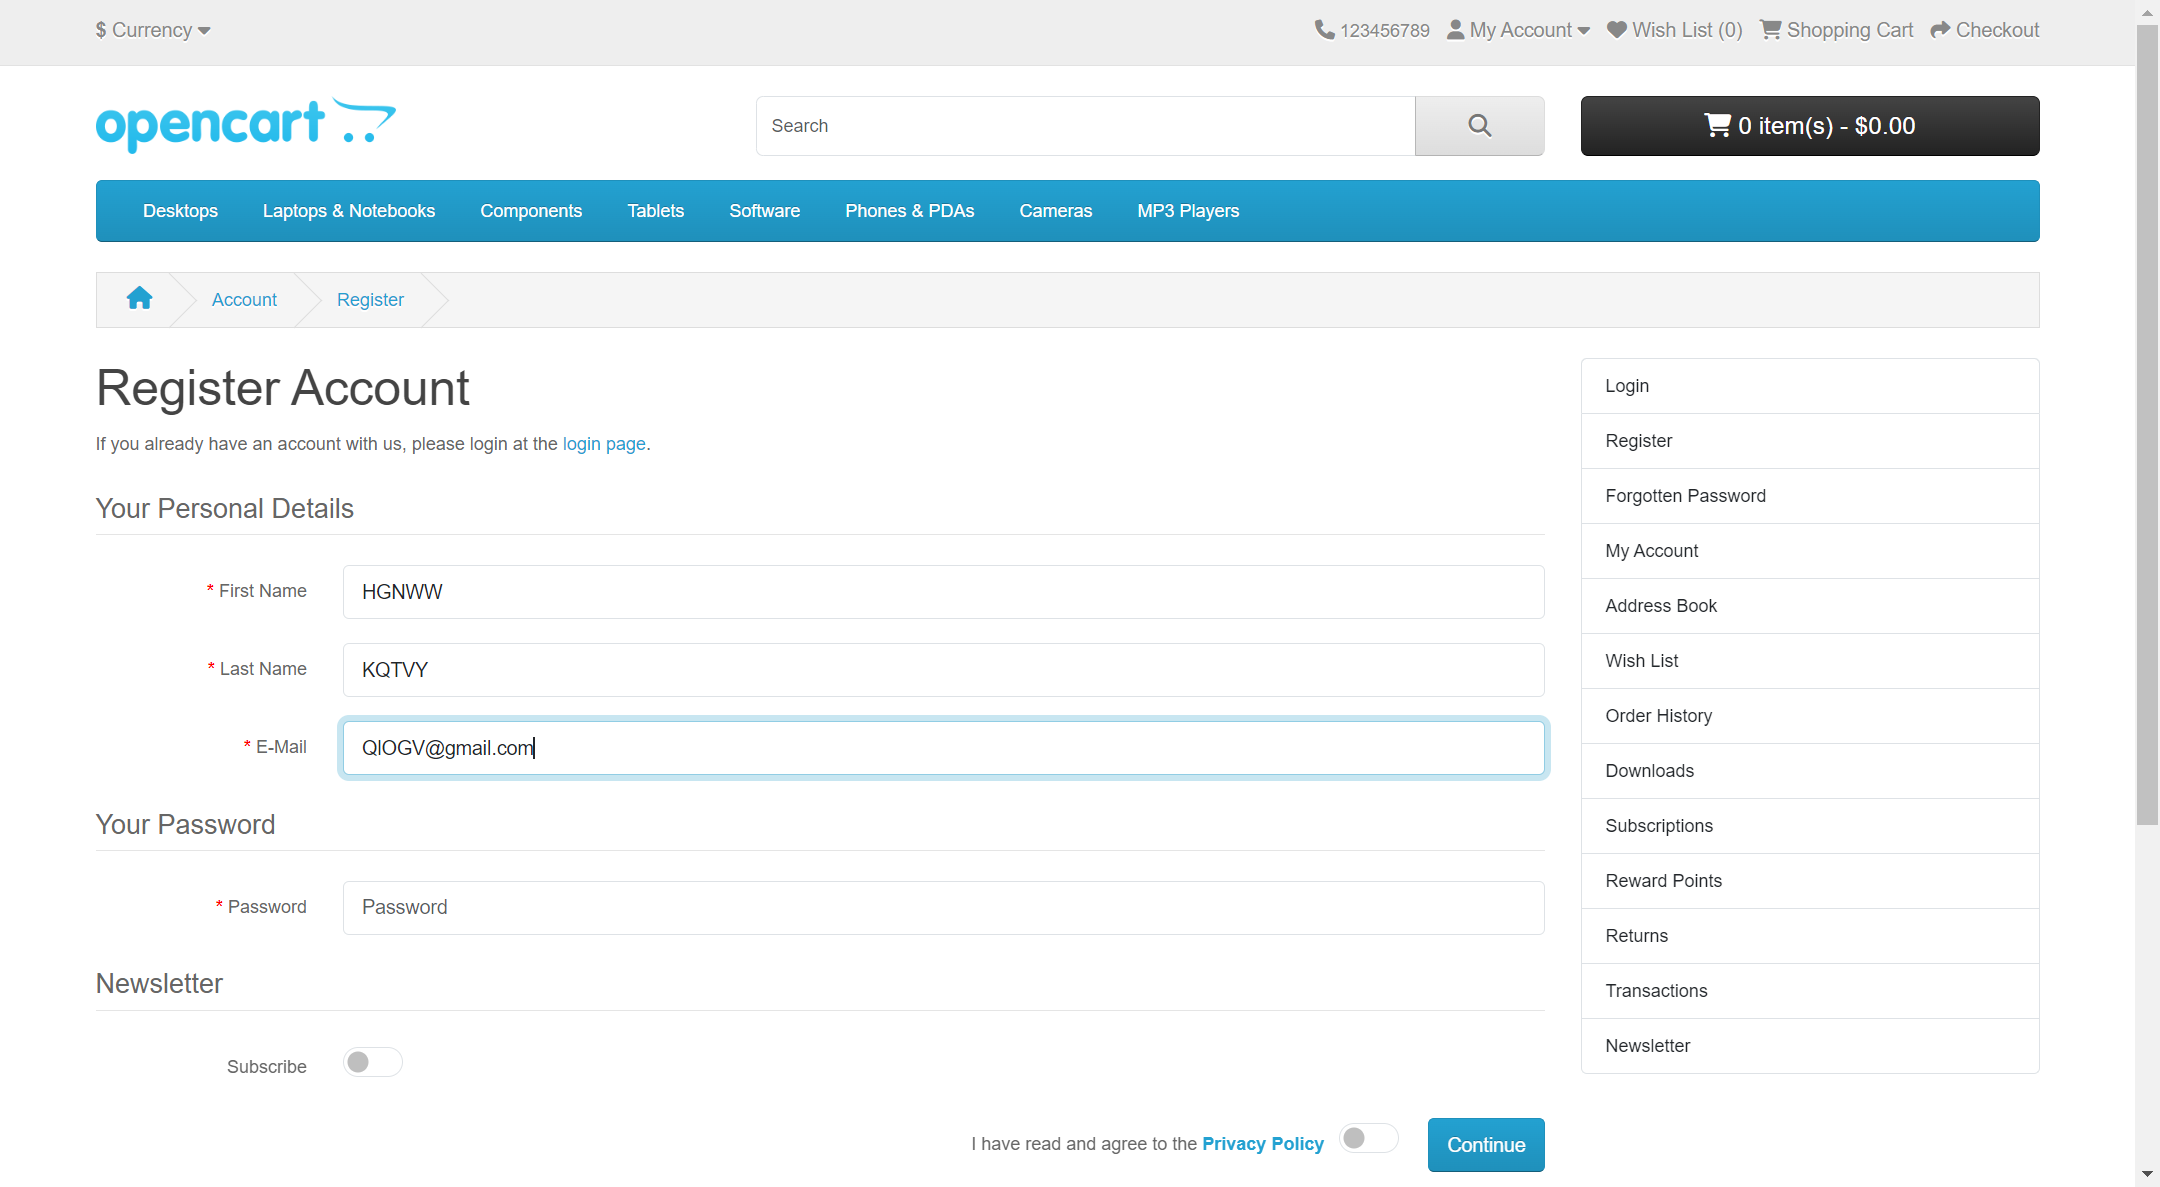 $ Currency
123456789 My Account Wish List (0) Shopping Cart Checkout
opencart
Search
0 item(s) - $0.00
Desktops Laptops & Notebooks Components Tablets Software Phones & PDAs Cameras MP3 Players
Account Register
Register Account
If you already have an account with us, please login at the login page.
Your Personal Details
* First Name HGNWW
* Last Name KQTVY
* E-Mail QIOGV@gmail.com
Your Password
* Password Password
Newsletter
Subscribe
I have read and agree to the Privacy Policy Continue
Login
Register
Forgotten Password
My Account
Address Book
Wish List
Order History
Downloads
Subscriptions
Reward Points
Returns
Transactions
Newsletter